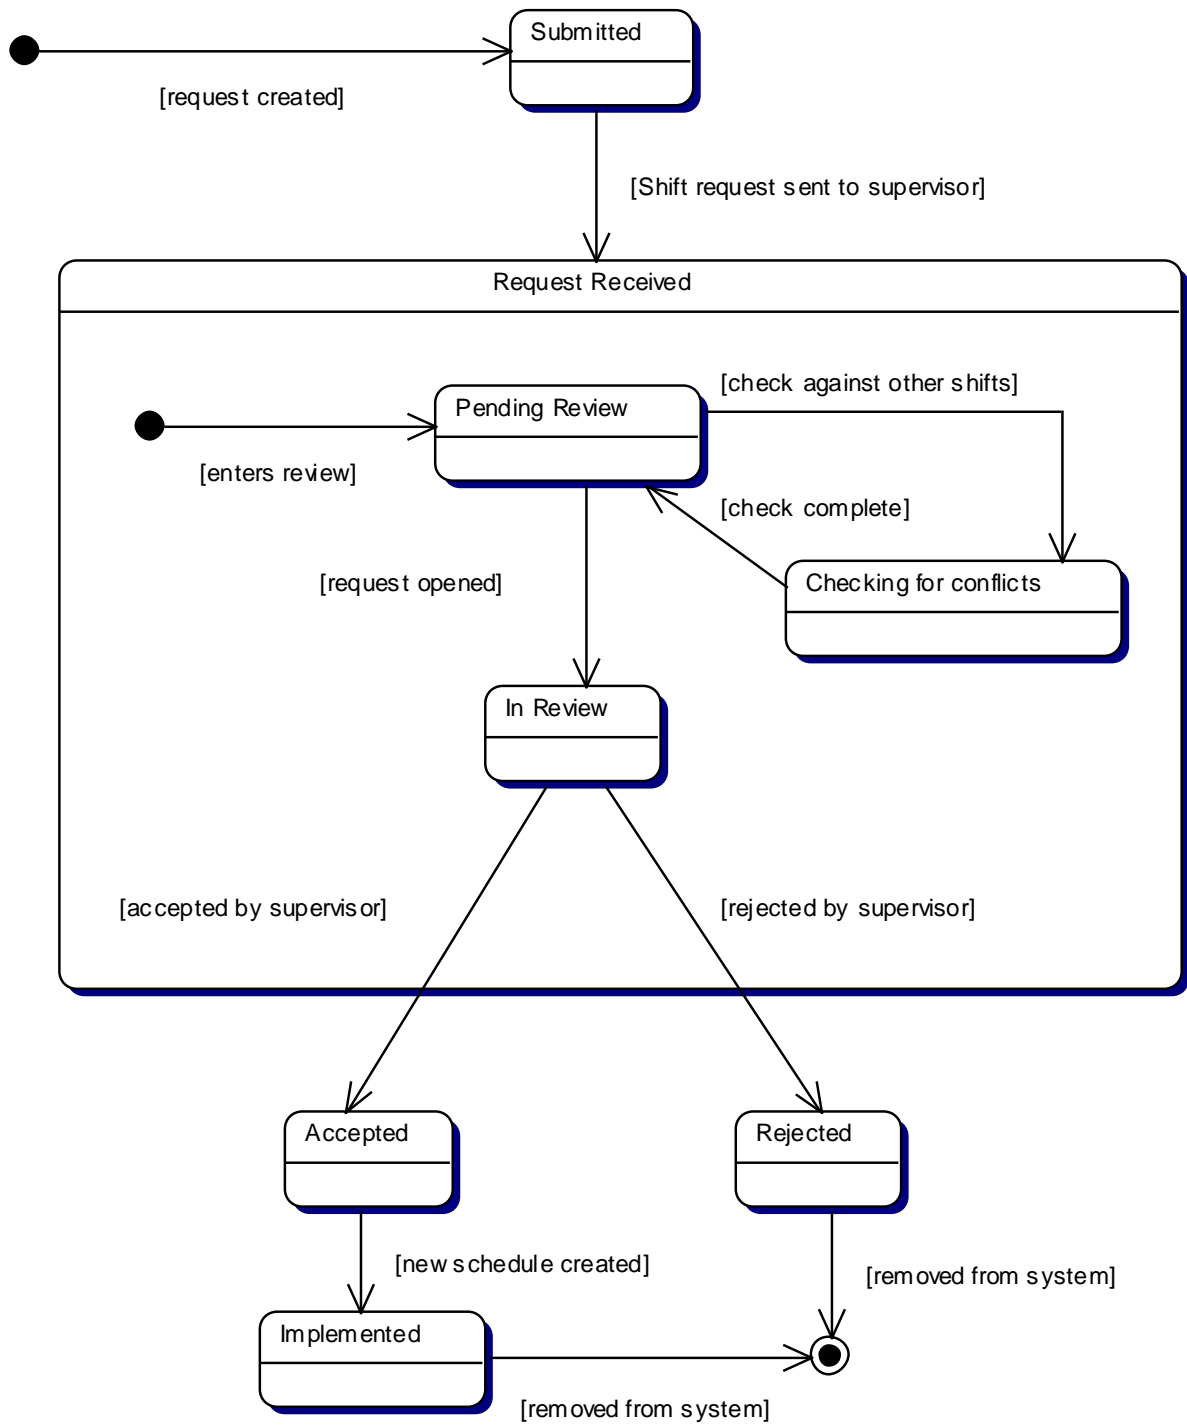 Submitted
[request created]
[Shift request sent to supervisor]
Request Received
[check against other shifts]
Pending Review
[enters review]
[check complete]
[request opened]
Checking for conflicts
In Review
[accepted by supervisor]
[rejected by supervisor]
Accepted
Rejected
[new schedule created]
[removed from system]
Implemented
[removed from system]